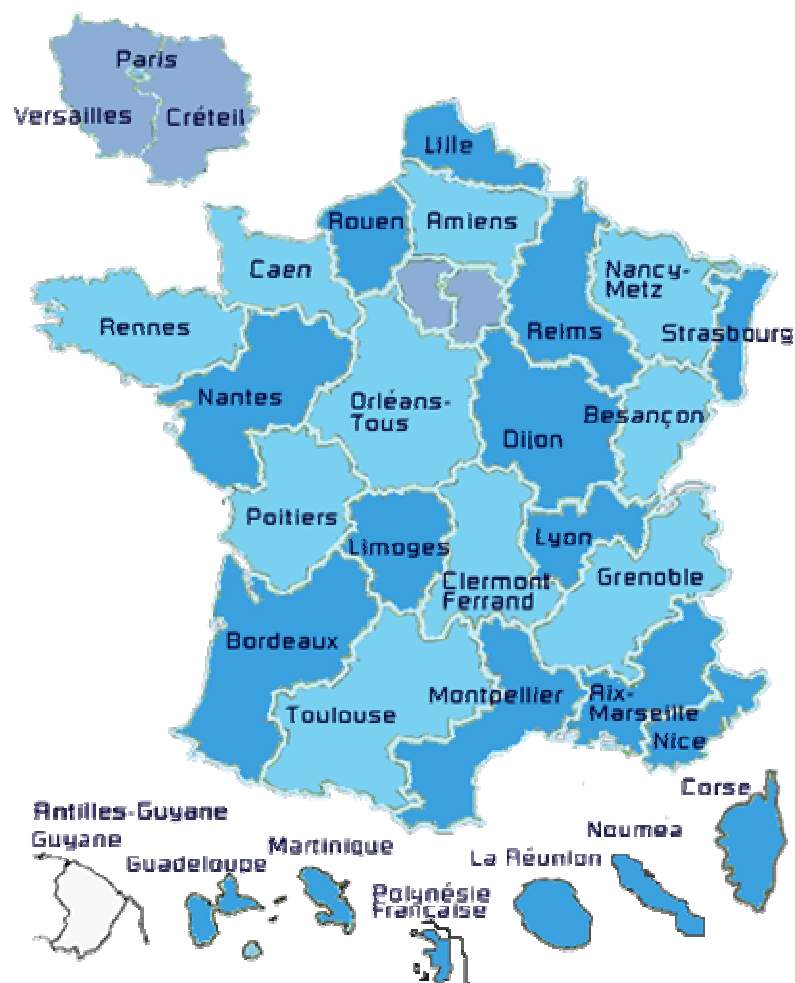 Paris
Versailles
Créteil
Lille
Rouen
Amiens
Caen
Nancy-
Metz
Rennes
Reims
Strasbourg
Nantes
Orléans-
Tous
Besançon
Dijon
Poitiers
Limoges
Lyon
Clermont
Ferrand
Grenoble
Bordeaux
Montpellier
Aix-
Marseille
Toulouse
Nice
Corse
Antilles-Guyane
Guyane
Guadeloupe
Martinique
Polynésie
Française
La Réunion
Noumea